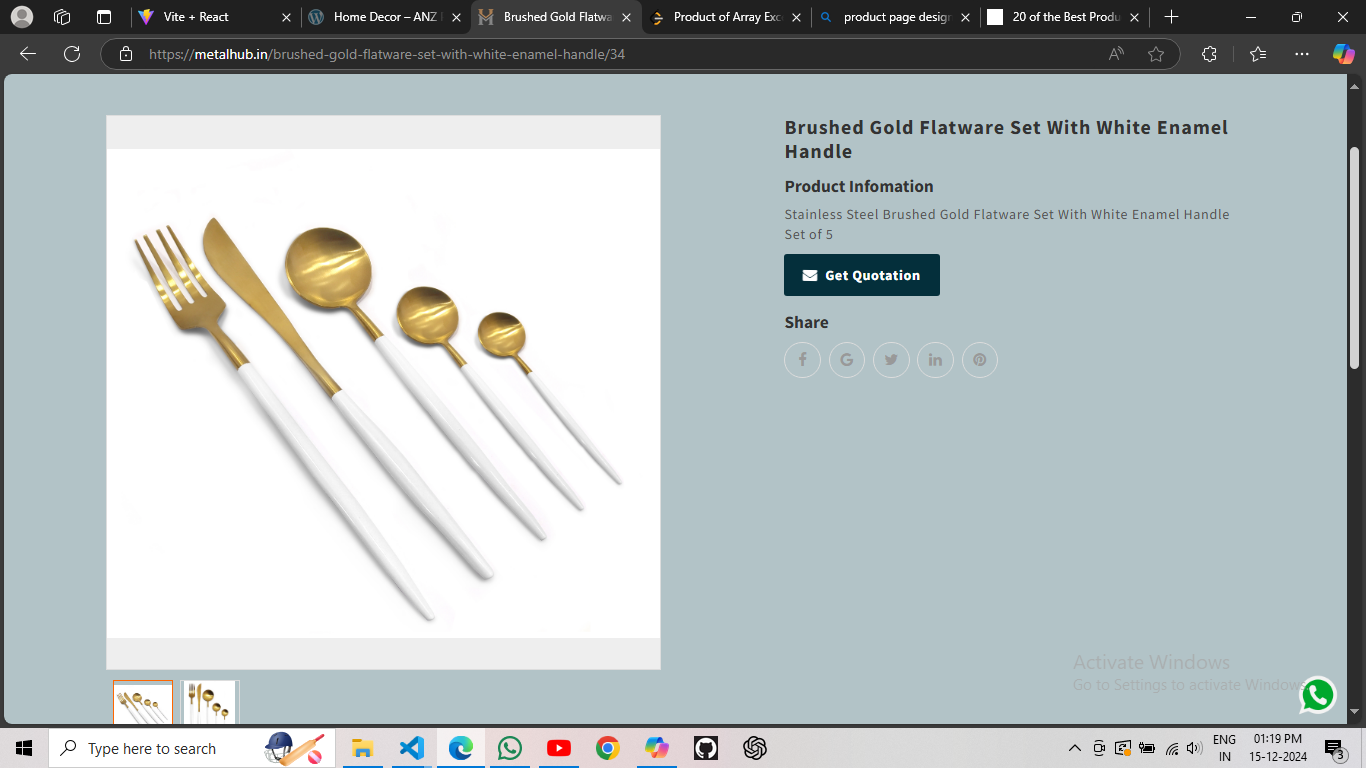 Vite + React
Home Decor – ANZ
Brushed Gold Flatwa
Product of Array Exc
product page design
20 of the Best Produ
https://metalhub.in/brushed-gold-flatware-set-with-white-enamel-handle/34
Brushed Gold Flatware Set With White Enamel
Handle
Product Infomation
Stainless Steel Brushed Gold Flatware Set With White Enamel Handle
Set of 5
Get Quotation
Share
Activate Windows
Go to Settings to activate Windows
Type here to search
ENG
IN
01:19 PM
15-12-2024
3